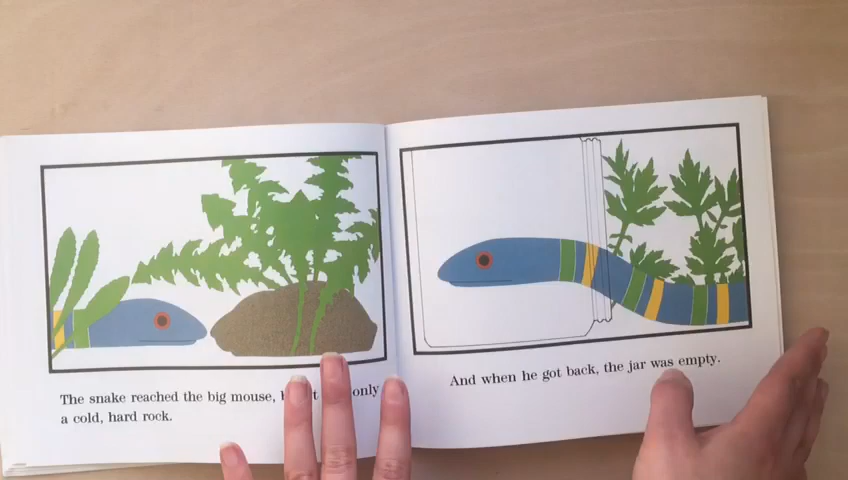 The snake reached the big mouse, only
a cold, hard rock.
And when he got back, the jar was empty.